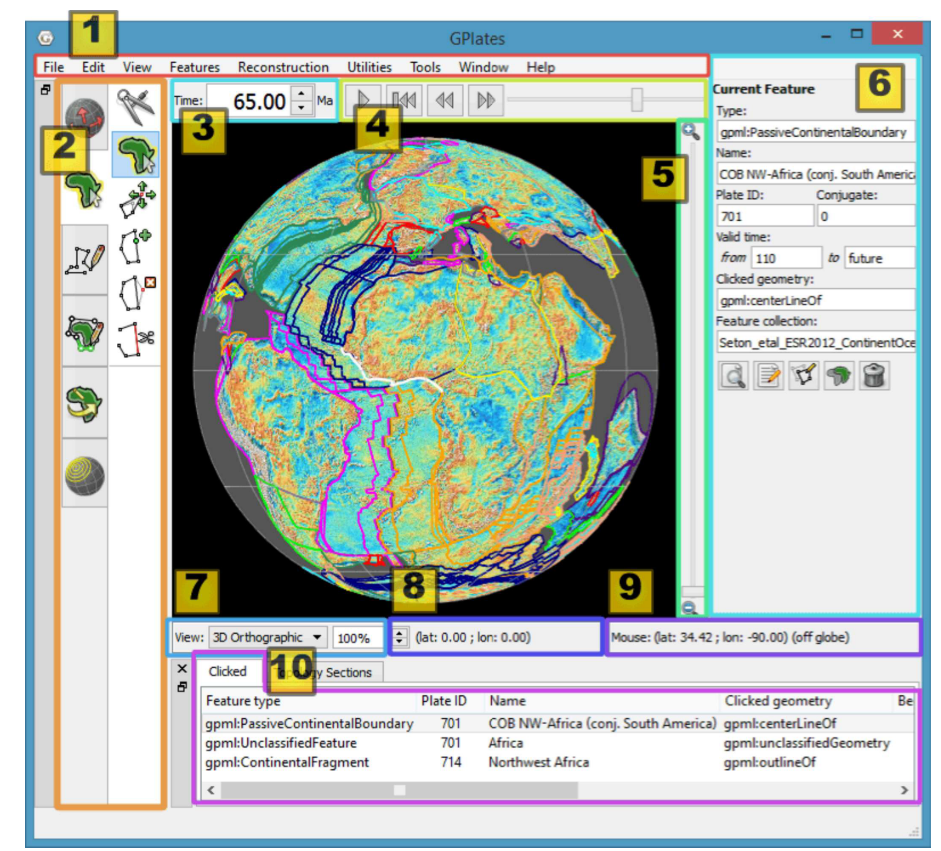 1
GPlates
File Edit View Features Reconstruction Utilities Tools Window Help
2
Time: 65.00 Ma
3
4
5
6
Current Feature
Type:
gpml:PassiveContinentalBoundary
Name:
COB NW-Africa (conj. South America
Plate ID: Conjugate:
701 0
Valid time:
from 110 to future
Clicked geometry:
gpml:centerLineOf
Feature collection:
Seton_etal_ESR2012_ContinentOce
7
8
9
View: 3D Orthographic 100% (lat: 0.00 ; lon: 0.00) Mouse: (lat: 34.42 ; lon: -90.00) (off globe)
Clicked 10 Sections
Feature type Plate ID Name Clicked geometry Be
gpml:PassiveContinentalBoundary 701 COB NW-Africa (conj. South America) gpml:centerLineOf
gpml:UnclassifiedFeature 701 Africa gpml:unclassifiedGeometry
gpml:ContinentalFragment 714 Northwest Africa gpml:outlineOf